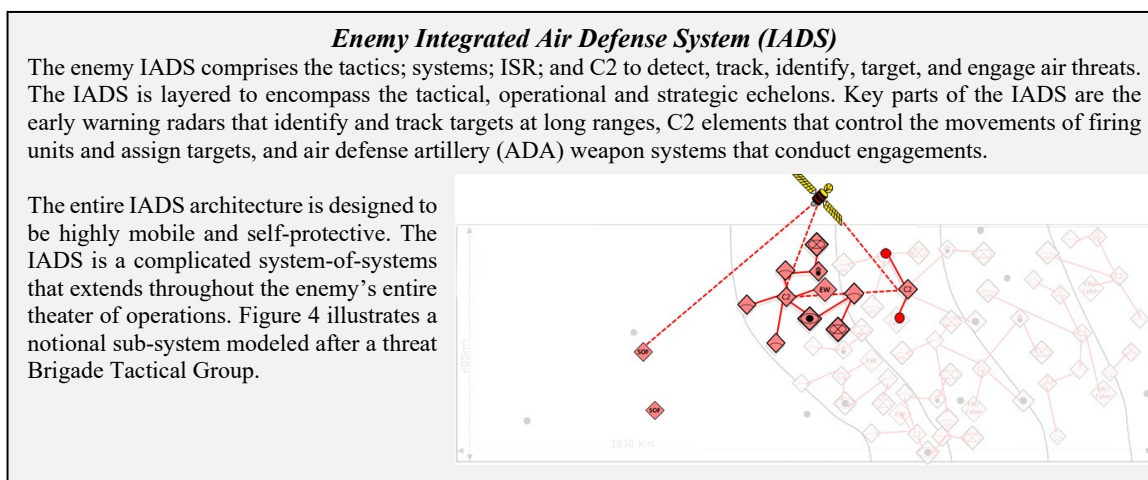 Enemy Integrated Air Defense System (IADS)
The enemy IADS comprises the tactics; systems; ISR; and C2 to detect, track, identify, target, and engage air threats.
The IADS is layered to encompass the tactical, operational and strategic echelons. Key parts of the IADS are the
early warning radars that identify and track targets at long ranges, C2 elements that control the movements of firing
units and assign targets, and air defense artillery (ADA) weapon systems that conduct engagements.
The entire IADS architecture is designed to
be highly mobile and self-protective. The
IADS is a complicated system-of-systems
that extends throughout the enemy's entire
theater of operations. Figure 4 illustrates a
notional sub-system modeled after a threat
Brigade Tactical Group.
C2
EW
C2
SOF
SOF
EW
EW
1830 km